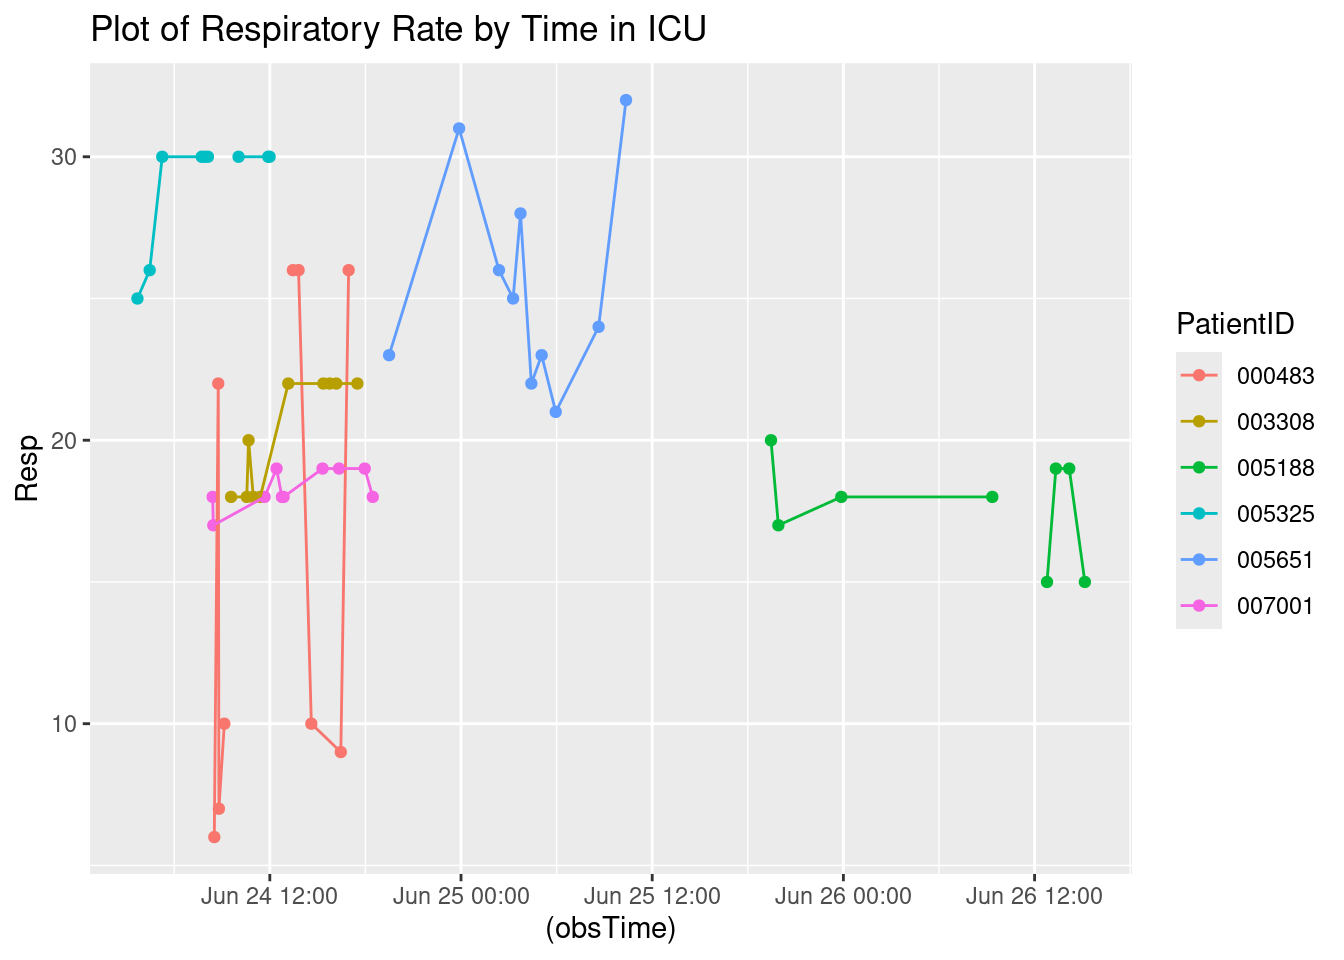 Plot of Respiratory Rate by Time in ICU
Resp
30
20
10
Jun 24 12:00
Jun 25 00:00
Jun 25 12:00
Jun 26 00:00
Jun 26 12:00
(obsTime)
PatientID
000483
003308
005188
005325
005651
007001